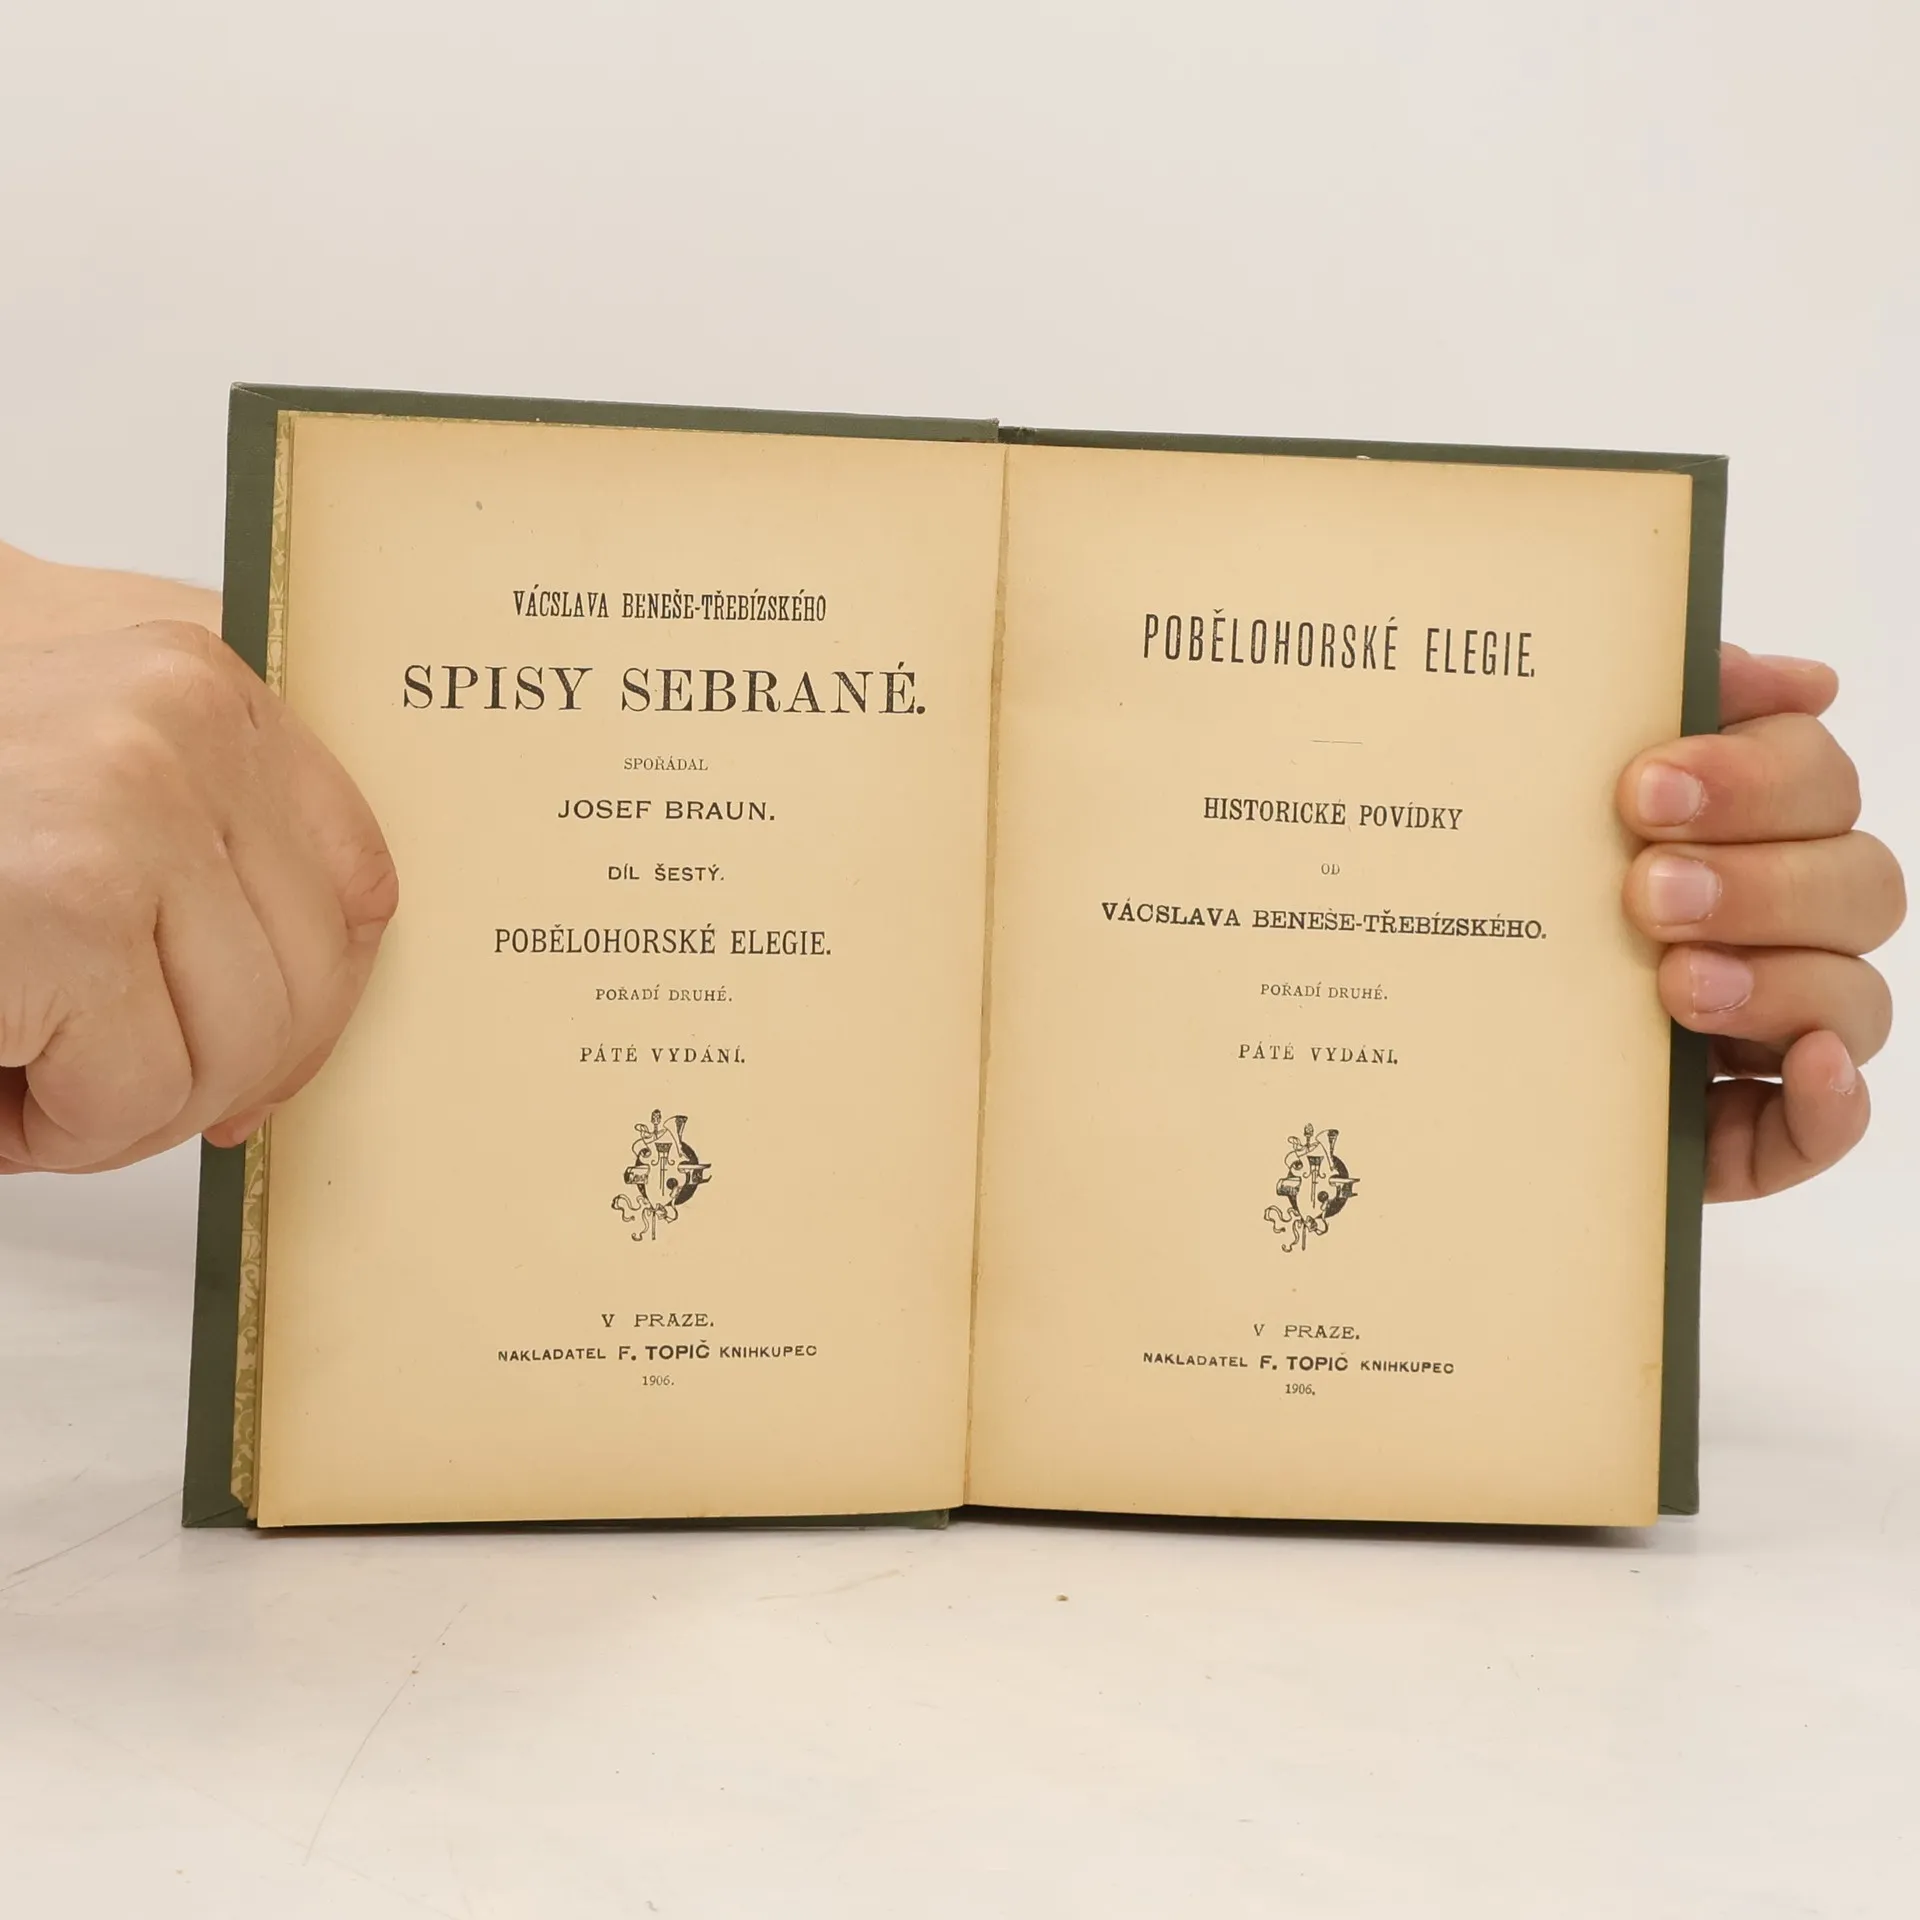 VÁCSLAVA BENEŠE-TŘEBÍZSKÉHO
SPISY SEBRANÉ.
SPOŘÁDAL
JOSEF BRAUN.
DÍL ŠESTÝ.
POBĚLOHORSKÉ ELEGIE.
POŘADÍ DRUHÉ.
PÁTÉ VYDÁNÍ.
V PRAZE.
NAKLADATEL F. TOPIČ KNIHKUPEC
1906.
POBĚLOHORSKÉ ELEGIE.
HISTORICKÉ POVÍDKY
OD
VÁCSLAVA BENEŠE-TŘEBÍZSKÉHO.
POŘADÍ DRUHÉ.
PÁTÉ VYDÁNÍ.
V PRAZE.
NAKLADATEL F. TOPIČ KNIHKUPEC
1906.